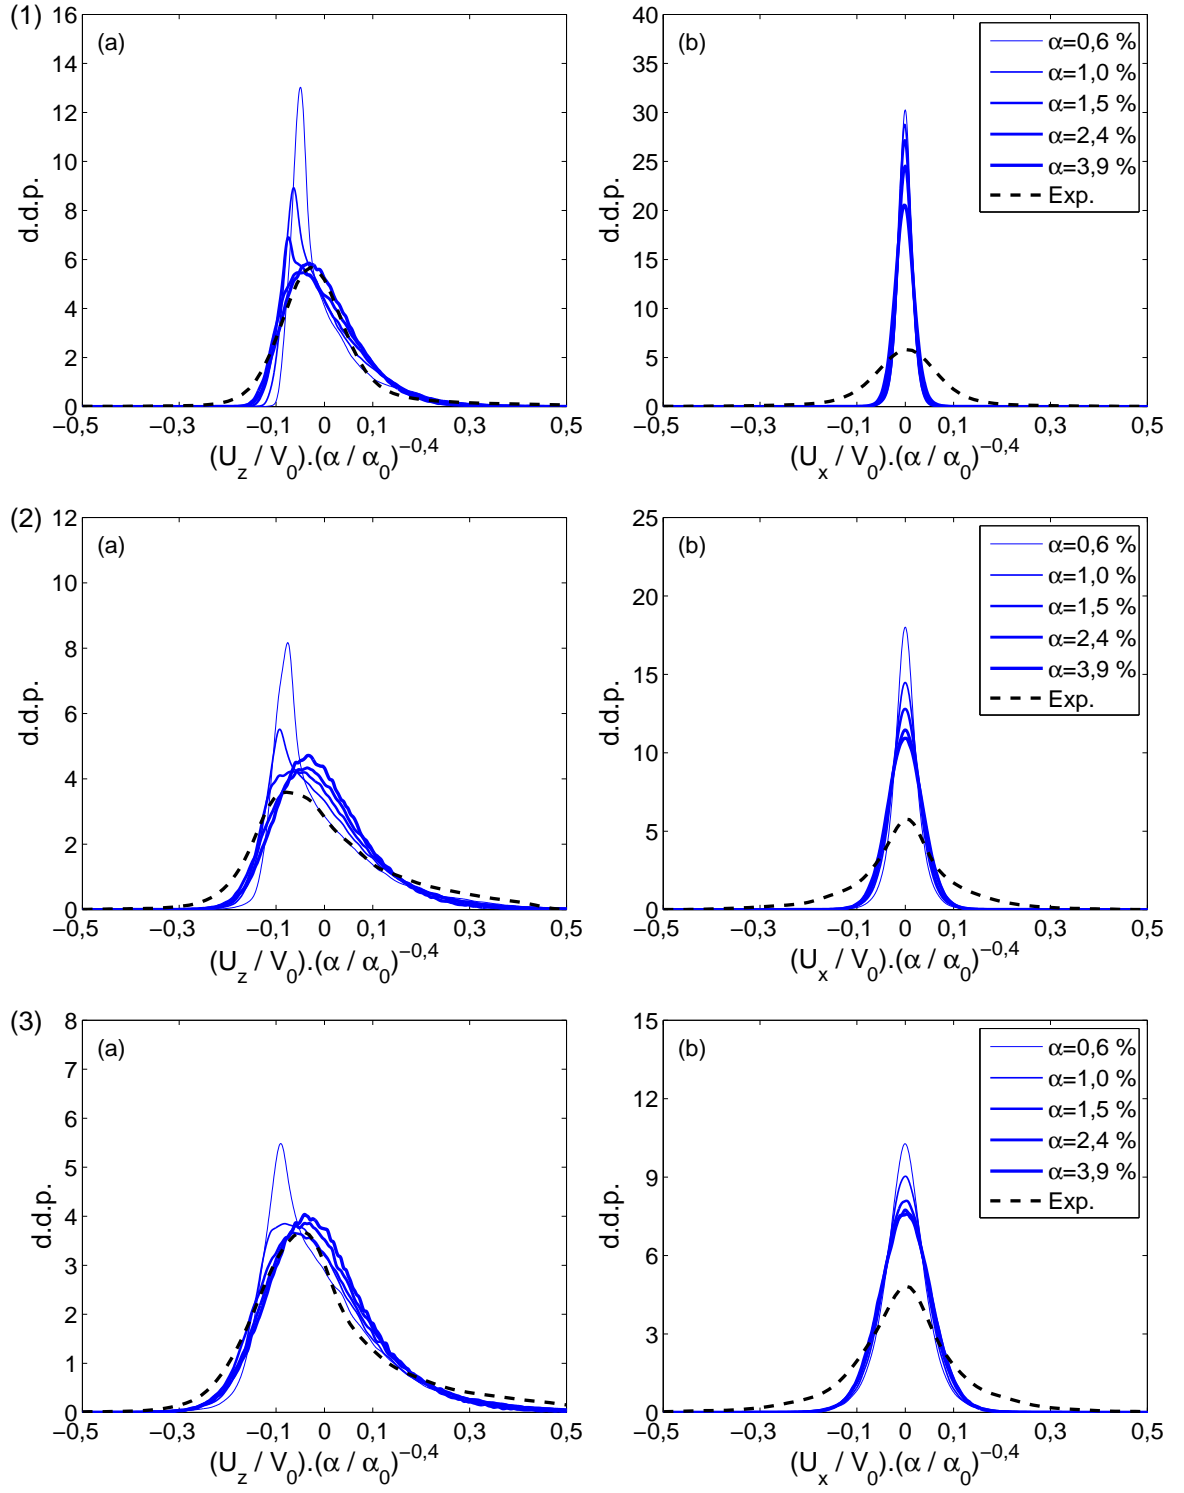 (1)
(a)
d.d.p.
16
14
12
10
8
6
4
2
0
−0,5 −0,3 −0,1 0 0,1 0,3 0,5
(U_z / V_0).(α / α_0)^−0,4
(b)
d.d.p.
40
35
30
25
20
15
10
5
0
−0,5 −0,3 −0,1 0 0,1 0,3 0,5
(U_x / V_0).(α / α_0)^−0,4
α=0,6 %
α=1,0 %
α=1,5 %
α=2,4 %
α=3,9 %
Exp.
(2)
(a)
d.d.p.
12
10
8
6
4
2
0
−0,5 −0,3 −0,1 0 0,1 0,3 0,5
(U_z / V_0).(α / α_0)^−0,4
(b)
d.d.p.
25
20
15
10
5
0
−0,5 −0,3 −0,1 0 0,1 0,3 0,5
(U_x / V_0).(α / α_0)^−0,4
α=0,6 %
α=1,0 %
α=1,5 %
α=2,4 %
α=3,9 %
Exp.
(3)
(a)
d.d.p.
8
7
6
5
4
3
2
1
0
−0,5 −0,3 −0,1 0 0,1 0,3 0,5
(U_z / V_0).(α / α_0)^−0,4
(b)
d.d.p.
15
12
9
6
3
0
−0,5 −0,3 −0,1 0 0,1 0,3 0,5
(U_x / V_0).(α / α_0)^−0,4
α=0,6 %
α=1,0 %
α=1,5 %
α=2,4 %
α=3,9 %
Exp.